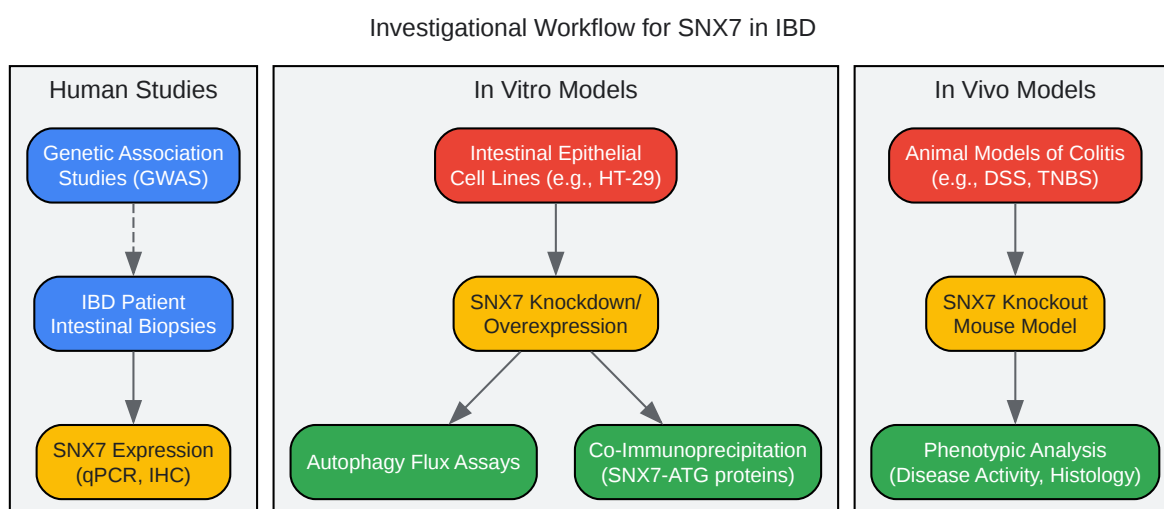 Investigational Workflow for SNX7 in IBD
Human Studies
Genetic Association
Studies (GWAS)
IBD Patient
Intestinal Biopsies
SNX7 Expression
(qPCR, IHC)
In Vitro Models
Intestinal Epithelial
Cell Lines (e.g., HT-29)
SNX7 Knockdown/
Overexpression
Autophagy Flux Assays
Co-Immunoprecipitation
(SNX7-ATG proteins)
In Vivo Models
Animal Models of Colitis
(e.g., DSS, TNBS)
SNX7 Knockout
Mouse Model
Phenotypic Analysis
(Disease Activity, Histology)